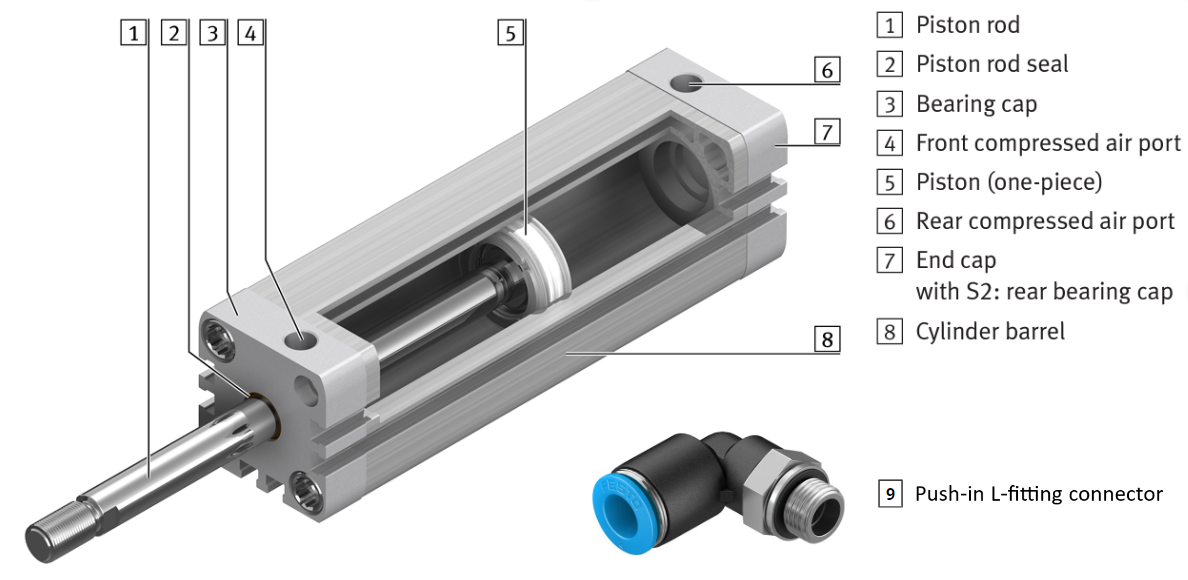 1 2 3 4 5
6
7
8
1 Piston rod
2 Piston rod seal
3 Bearing cap
4 Front compressed air port
5 Piston (one-piece)
6 Rear compressed air port
7 End cap
with S2: rear bearing cap
8 Cylinder barrel
FESTO
9 Push-in L-fitting connector